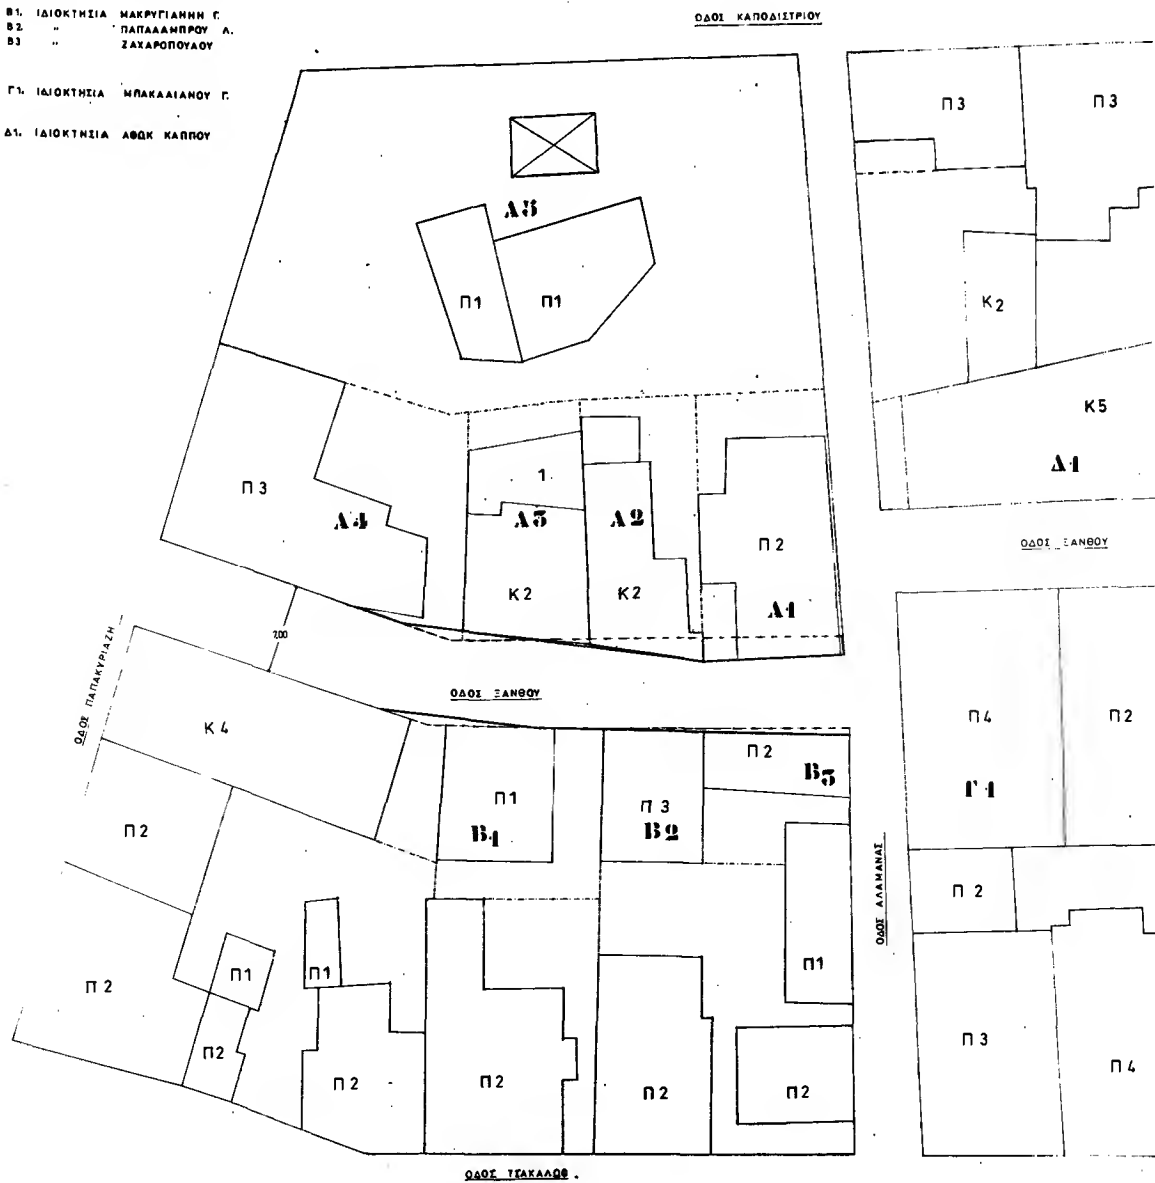 Β1. ΙΔΙΟΚΤΗΣΙΑ ΜΑΚΡΥΓΙΑΝΝΗ Γ.
Β2 " ΠΑΠΑΛΑΜΠΡΟΥ Λ.
Β3 " ΖΑΧΑΡΟΠΟΥΛΟΥ
Γ1. ΙΔΙΟΚΤΗΣΙΑ ΜΠΑΚΑΛΙΑΝΟΥ Γ.
Δ1. ΙΔΙΟΚΤΗΣΙΑ ΑΦΩΚ ΚΑΠΠΟΥ
ΟΔΟΣ ΚΑΠΟΔΙΣΤΡΙΟΥ
Π3
Π3
Α5
Π1
Π1
Κ2
Κ5
Δ1
Π3
Α4
1
Α3
Α2
Π2
Κ2
Κ2
Α1
ΟΔΟΣ ΞΑΝΘΟΥ
7,00
ΟΔΟΣ ΠΑΠΑΚΥΡΙΑΖΗ
ΟΔΟΣ ΞΑΝΘΟΥ
Κ4
Π4
Π2
Π2
Β3
Π1
Β1
Π3
Β2
Γ1
Π2
ΟΔΟΣ ΑΛΑΜΑΝΑΣ
Π2
Π1
Π1
Π1
Π2
Π2
Π2
Π2
Π2
Π2
Π3
Π4
ΟΔΟΣ ΤΣΑΚΑΛΩΦ.